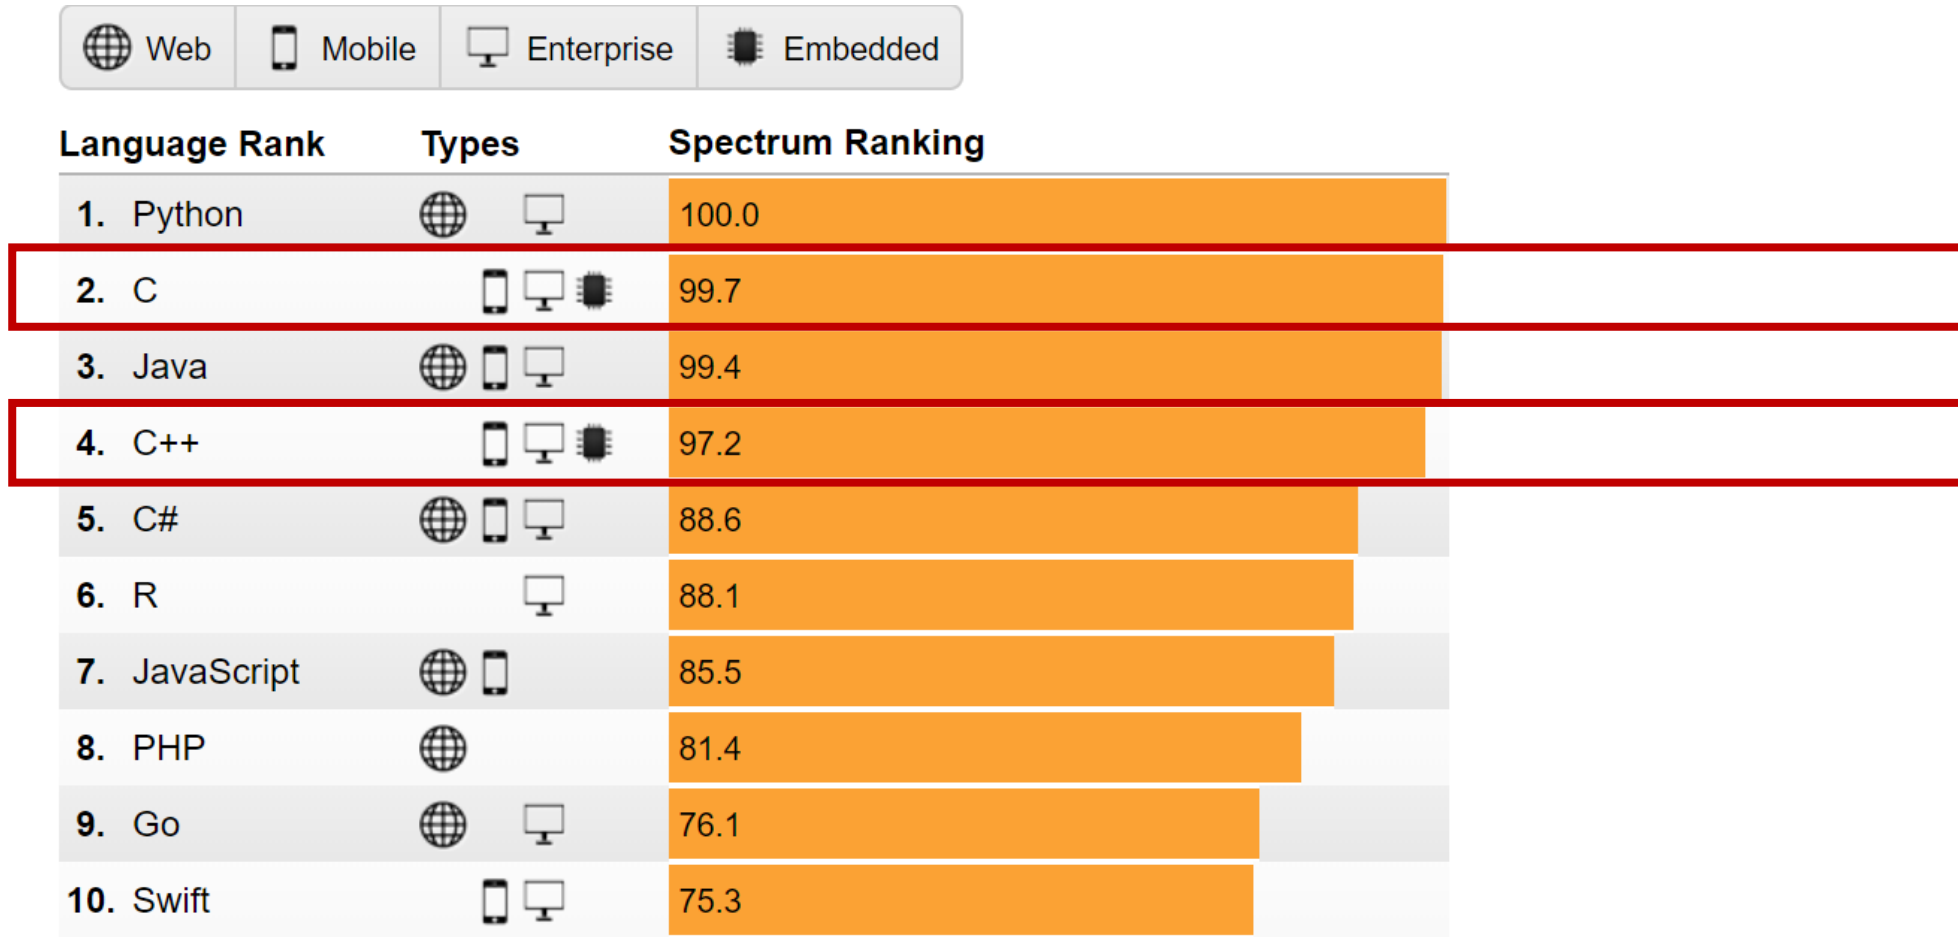 Web Mobile Enterprise Embedded
Language Rank Types Spectrum Ranking
1. Python 100.0
2. C 99.7
3. Java 99.4
4. C++ 97.2
5. C# 88.6
6. R 88.1
7. JavaScript 85.5
8. PHP 81.4
9. Go 76.1
10. Swift 75.3